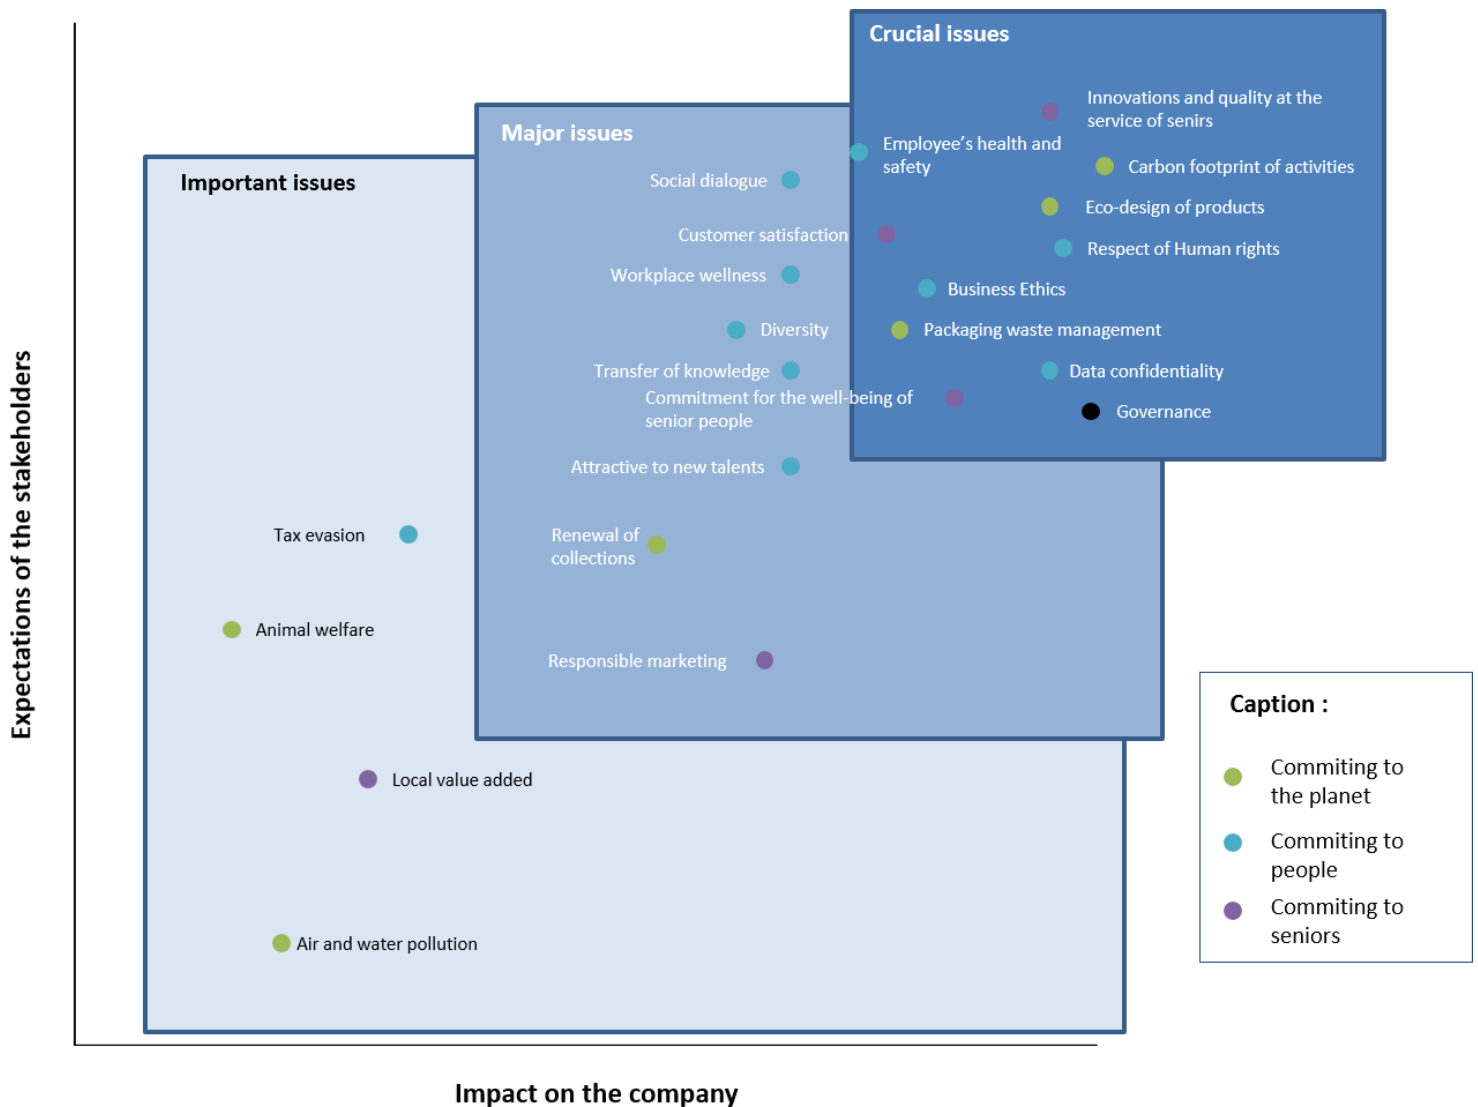 Crucial issues
Innovations and quality at the
service of senirs
Major issues
Employee's health and
safety
Carbon footprint of activities
Important issues
Social dialogue
Eco-design of products
Customer satisfaction
Respect of Human rights
Workplace wellness
Business Ethics
Diversity
Packaging waste management
Transfer of knowledge
Data confidentiality
Commitment for the well-being of
senior people
Governance
Attractive to new talents
Tax evasion
Renewal of
collections
Animal welfare
Responsible marketing
Local value added
Air and water pollution
Expectations of the stakeholders
Impact on the company
Caption :
Commiting to
the planet
Commiting to
people
Commiting to
seniors